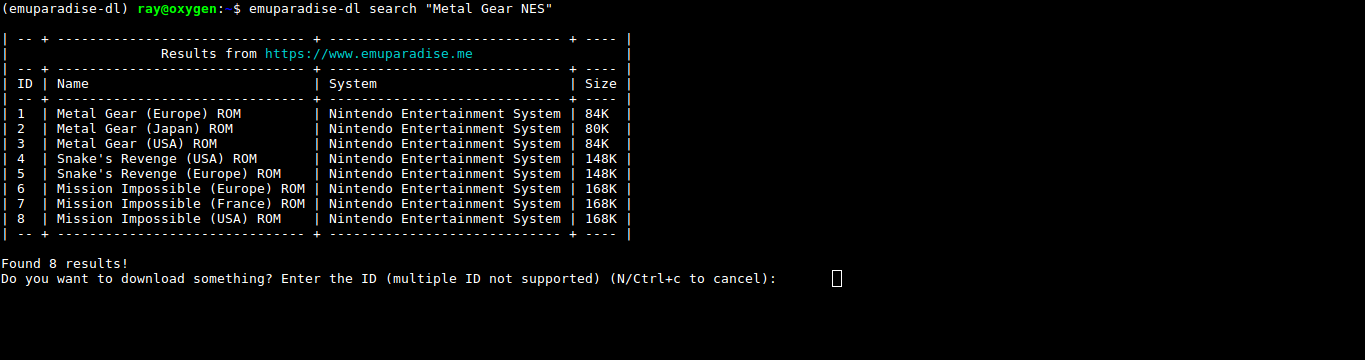 (emuparadise-dl) ray@oxygen:~$ emuparadise-dl search "Metal Gear NES"
| -- + ------------------------------- + ----------------------------- + ---- |
|                   Results from https://www.emuparadise.me                   |
| -- + ------------------------------- + ----------------------------- + ---- |
| ID | Name                            | System                        | Size |
| -- + ------------------------------- + ----------------------------- + ---- |
| 1  | Metal Gear (Europe) ROM         | Nintendo Entertainment System | 84K  |
| 2  | Metal Gear (Japan) ROM          | Nintendo Entertainment System | 80K  |
| 3  | Metal Gear (USA) ROM            | Nintendo Entertainment System | 84K  |
| 4  | Snake's Revenge (USA) ROM       | Nintendo Entertainment System | 148K |
| 5  | Snake's Revenge (Europe) ROM    | Nintendo Entertainment System | 148K |
| 6  | Mission Impossible (Europe) ROM | Nintendo Entertainment System | 168K |
| 7  | Mission Impossible (France) ROM | Nintendo Entertainment System | 168K |
| 8  | Mission Impossible (USA) ROM    | Nintendo Entertainment System | 168K |
| -- + ------------------------------- + ----------------------------- + ---- |
Found 8 results!
Do you want to download something? Enter the ID (multiple ID not supported) (N/Ctrl+c to cancel):